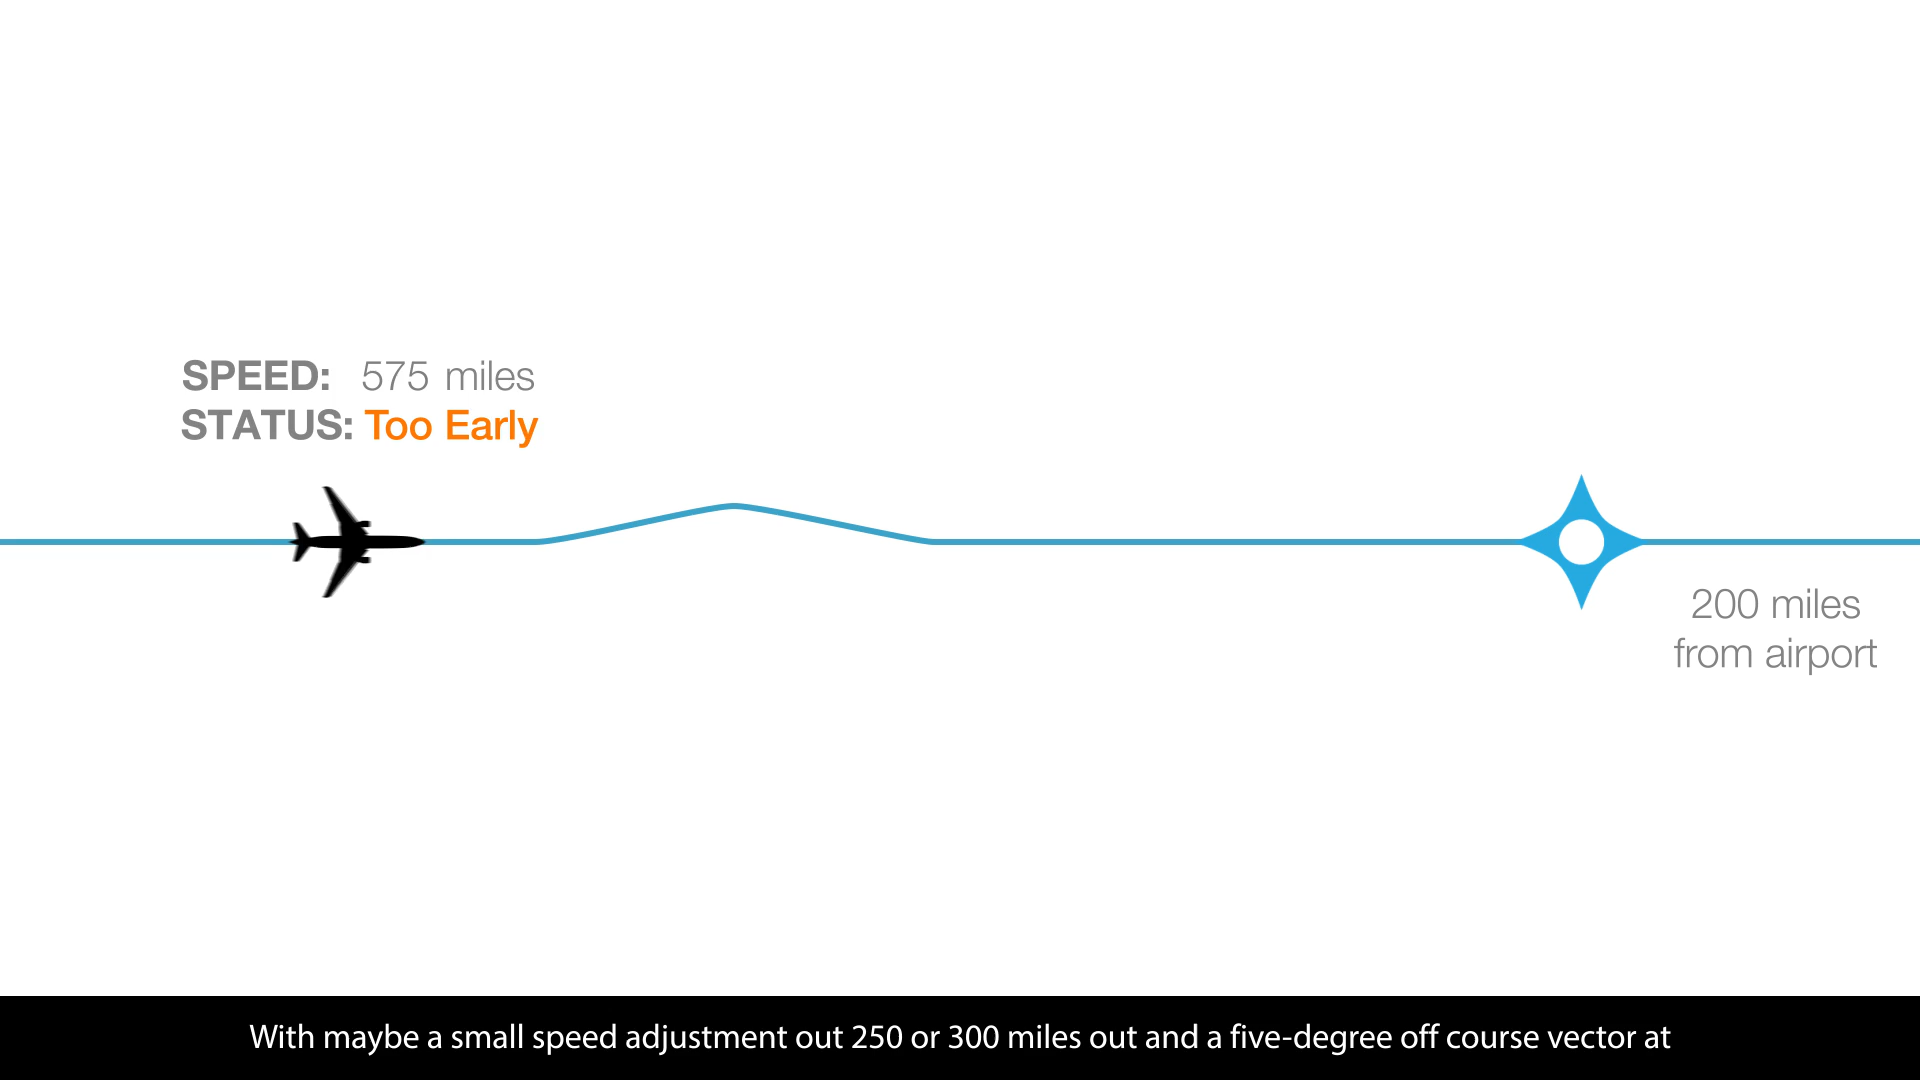 SPEED: 575 miles
STATUS: Too Early
200 miles
from airport
With maybe a small speed adjustment out 250 or 300 miles out and a five-degree off course vector at